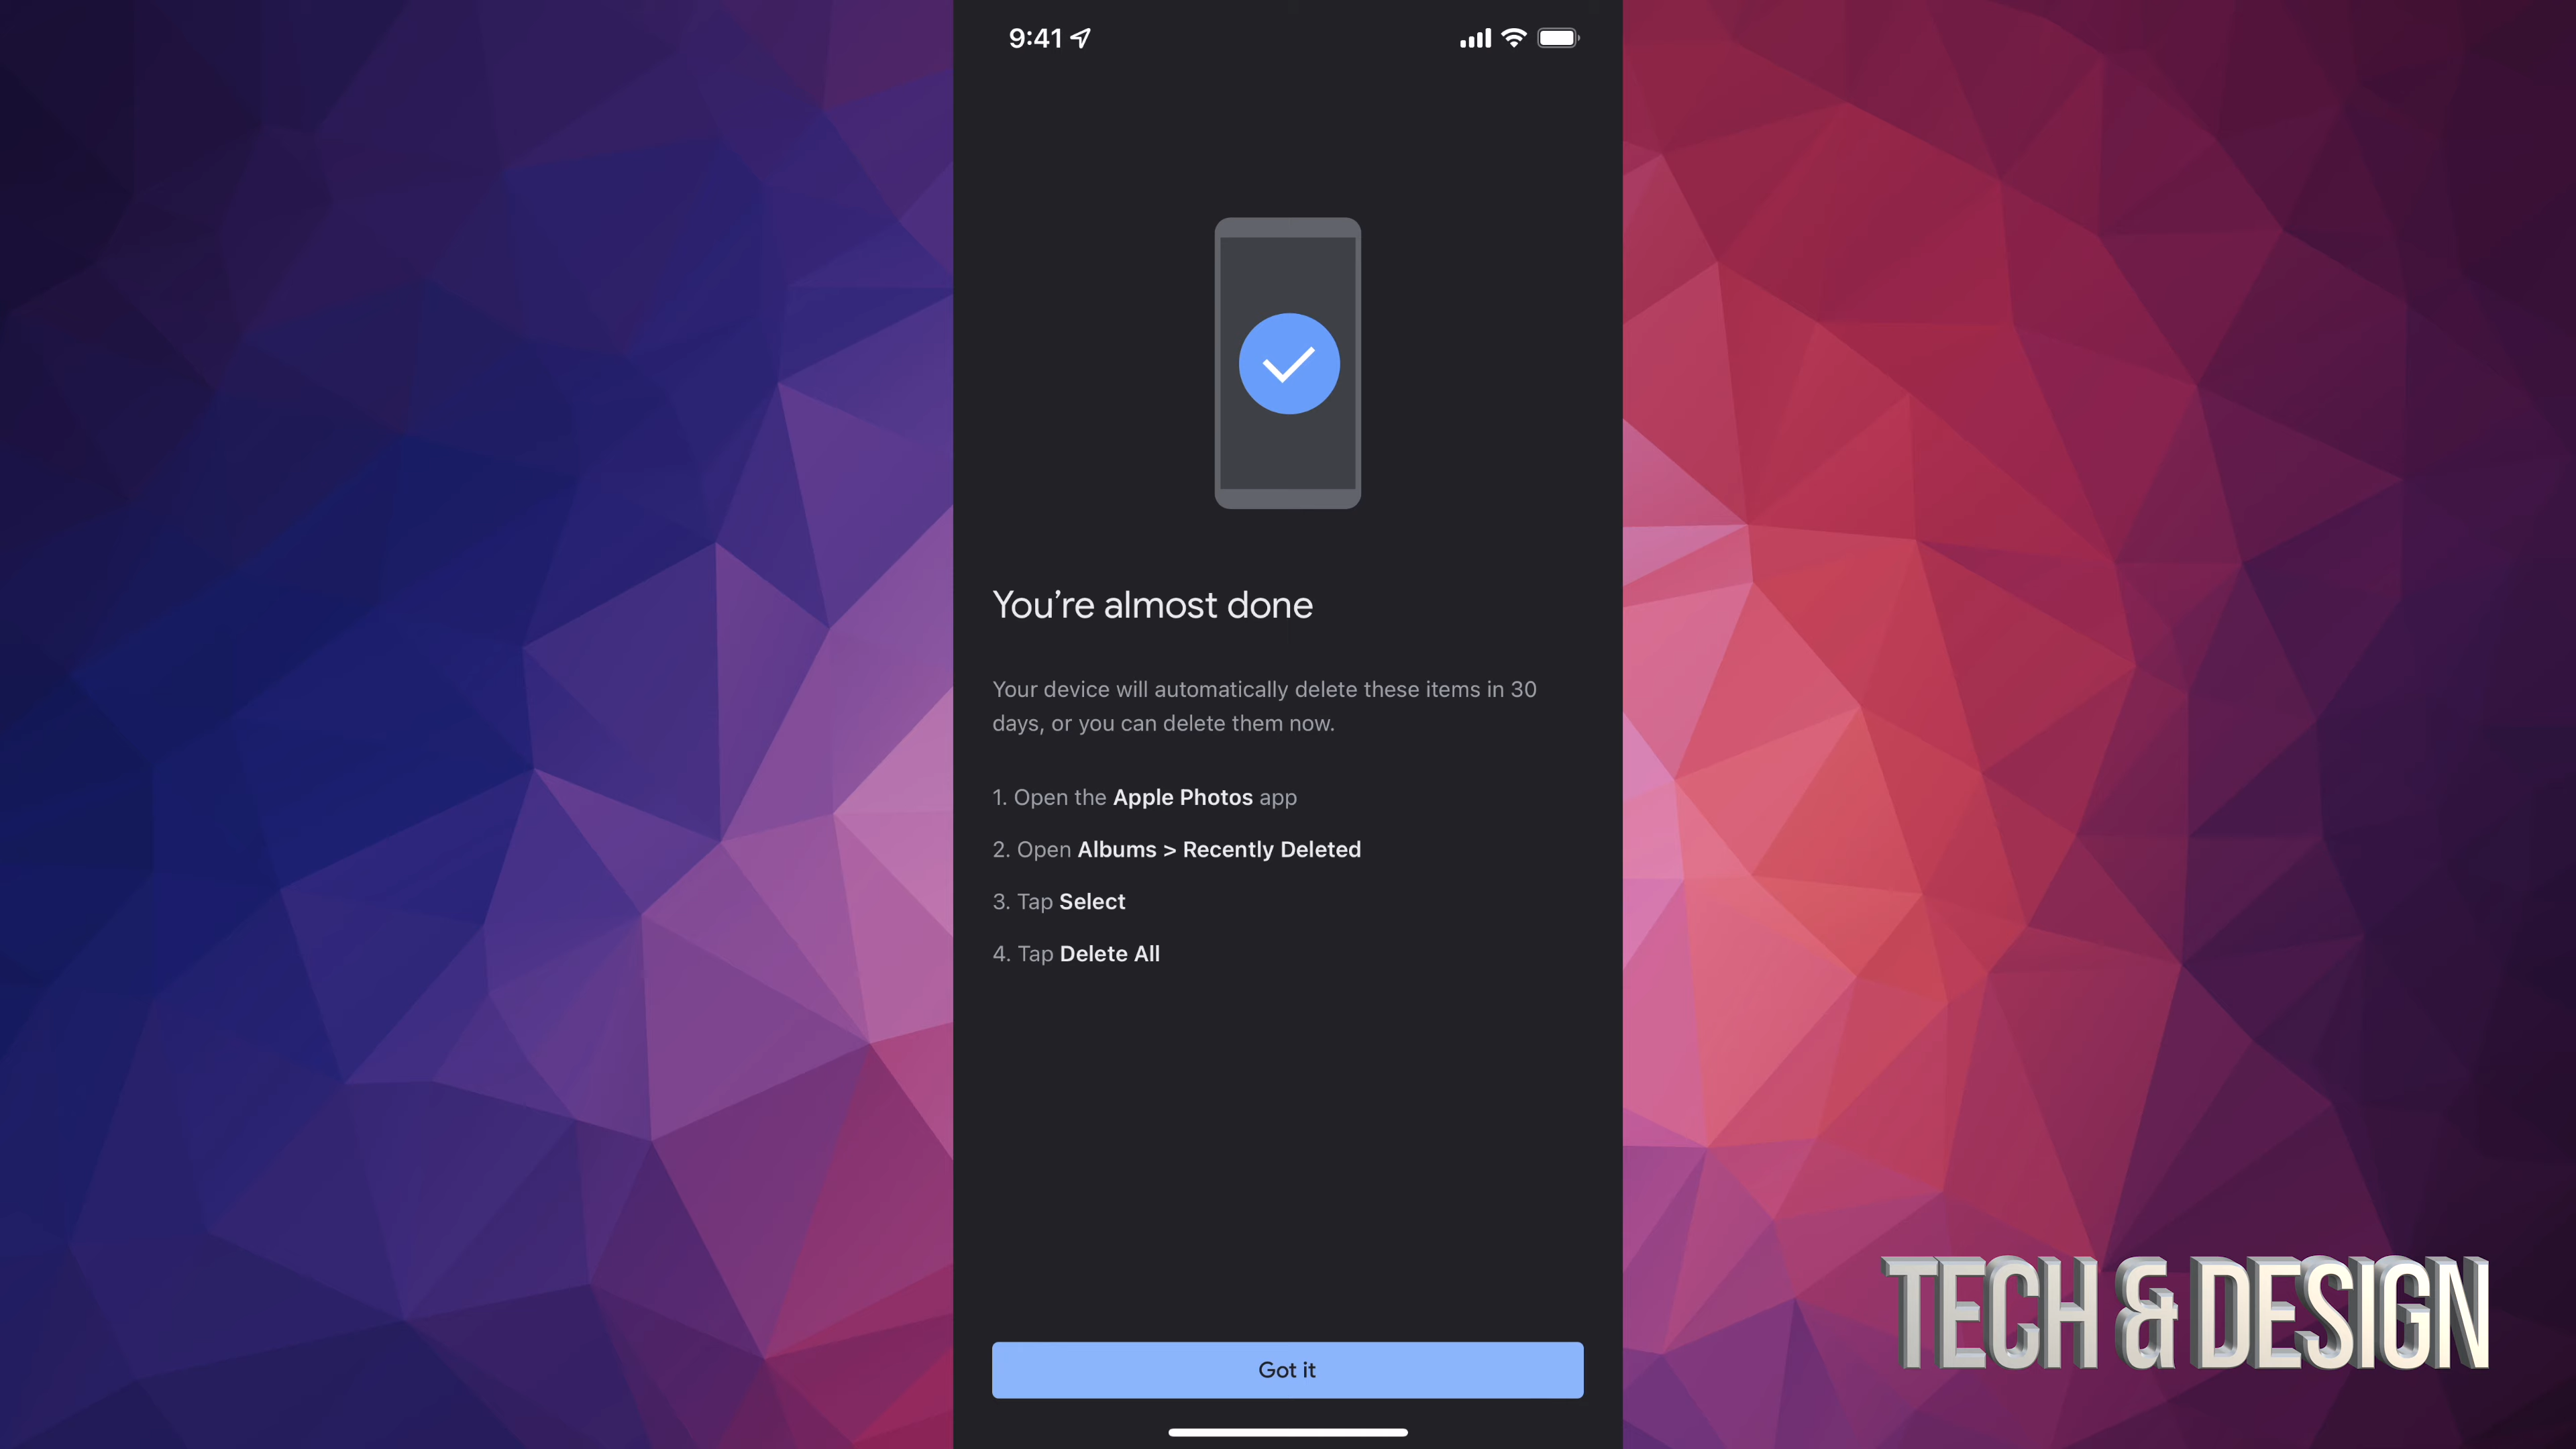 9:41
You’re almost done
Your device will automatically delete these items in 30
days, or you can delete them now.
1. Open the Apple Photos app
2. Open Albums > Recently Deleted
3. Tap Select
4. Tap Delete All
Got it
TECH & DESIGN